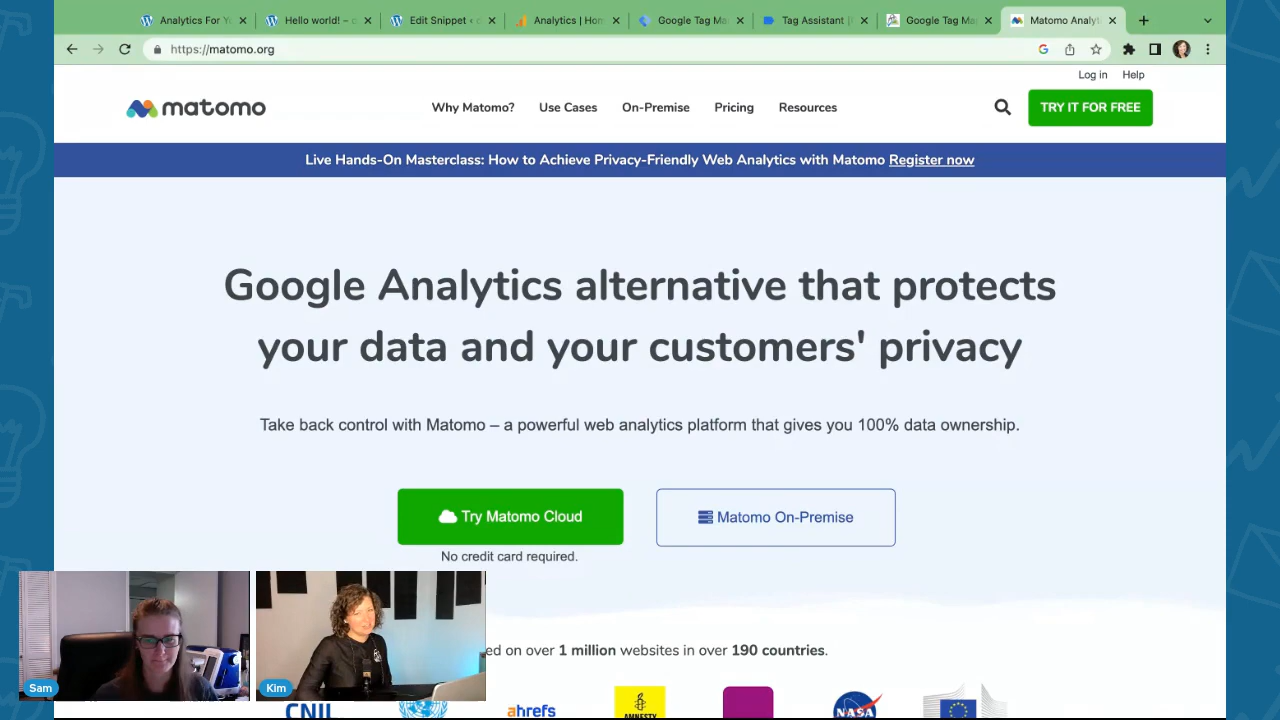 Analytics For Y
Hello world! –
Edit Snippet ‹
Analytics | Hom
Google Tag Ma
Tag Assistant |
Google Tag Ma
Matomo Analyt
https://matomo.org
Log in
Help
matomo
Why Matomo?
Use Cases
On-Premise
Pricing
Resources
TRY IT FOR FREE
Live Hands-On Masterclass: How to Achieve Privacy-Friendly Web Analytics with Matomo Register now
Google Analytics alternative that protects
your data and your customers' privacy
Take back control with Matomo – a powerful web analytics platform that gives you 100% data ownership.
Try Matomo Cloud
Matomo On-Premise
No credit card required.
ed on over 1 million websites in over 190 countries.
Sam
Kim
CNIL.
ahrefs
AMNESTY
NASA